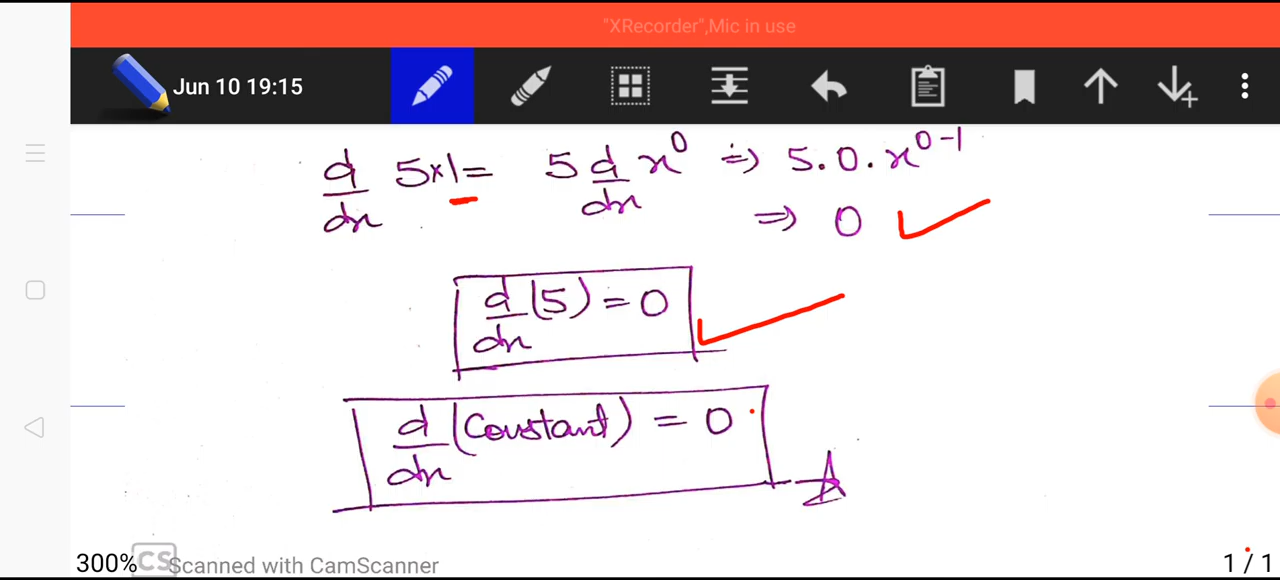 "XRecorder",Mic in use
Jun 10 19:15
d/dx 5×1 = 5 d/dx x^0 ⇒ 5.0.x^0-1
⇒ 0
d/dx (5) = 0
d/dx (Constant) = 0
300% CS Scanned with CamScanner 1 / 1